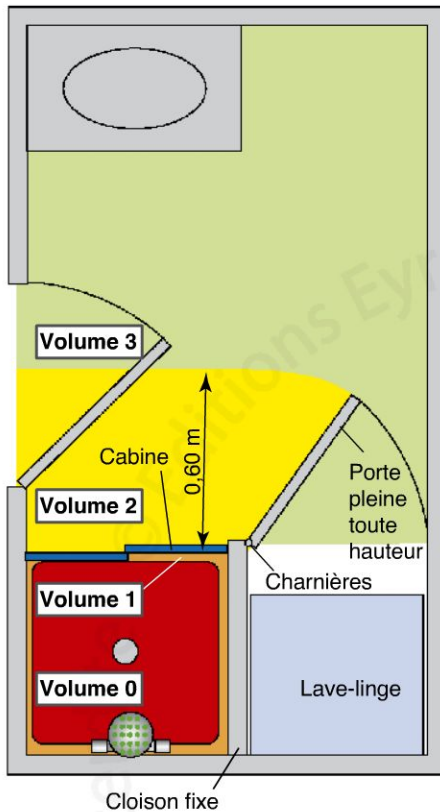 Volume 3
0,60 m
Cabine
Volume 2
Porte
pleine
toute
hauteur
Charnières
Volume 1
Volume 0
Lave-linge
Cloison fixe